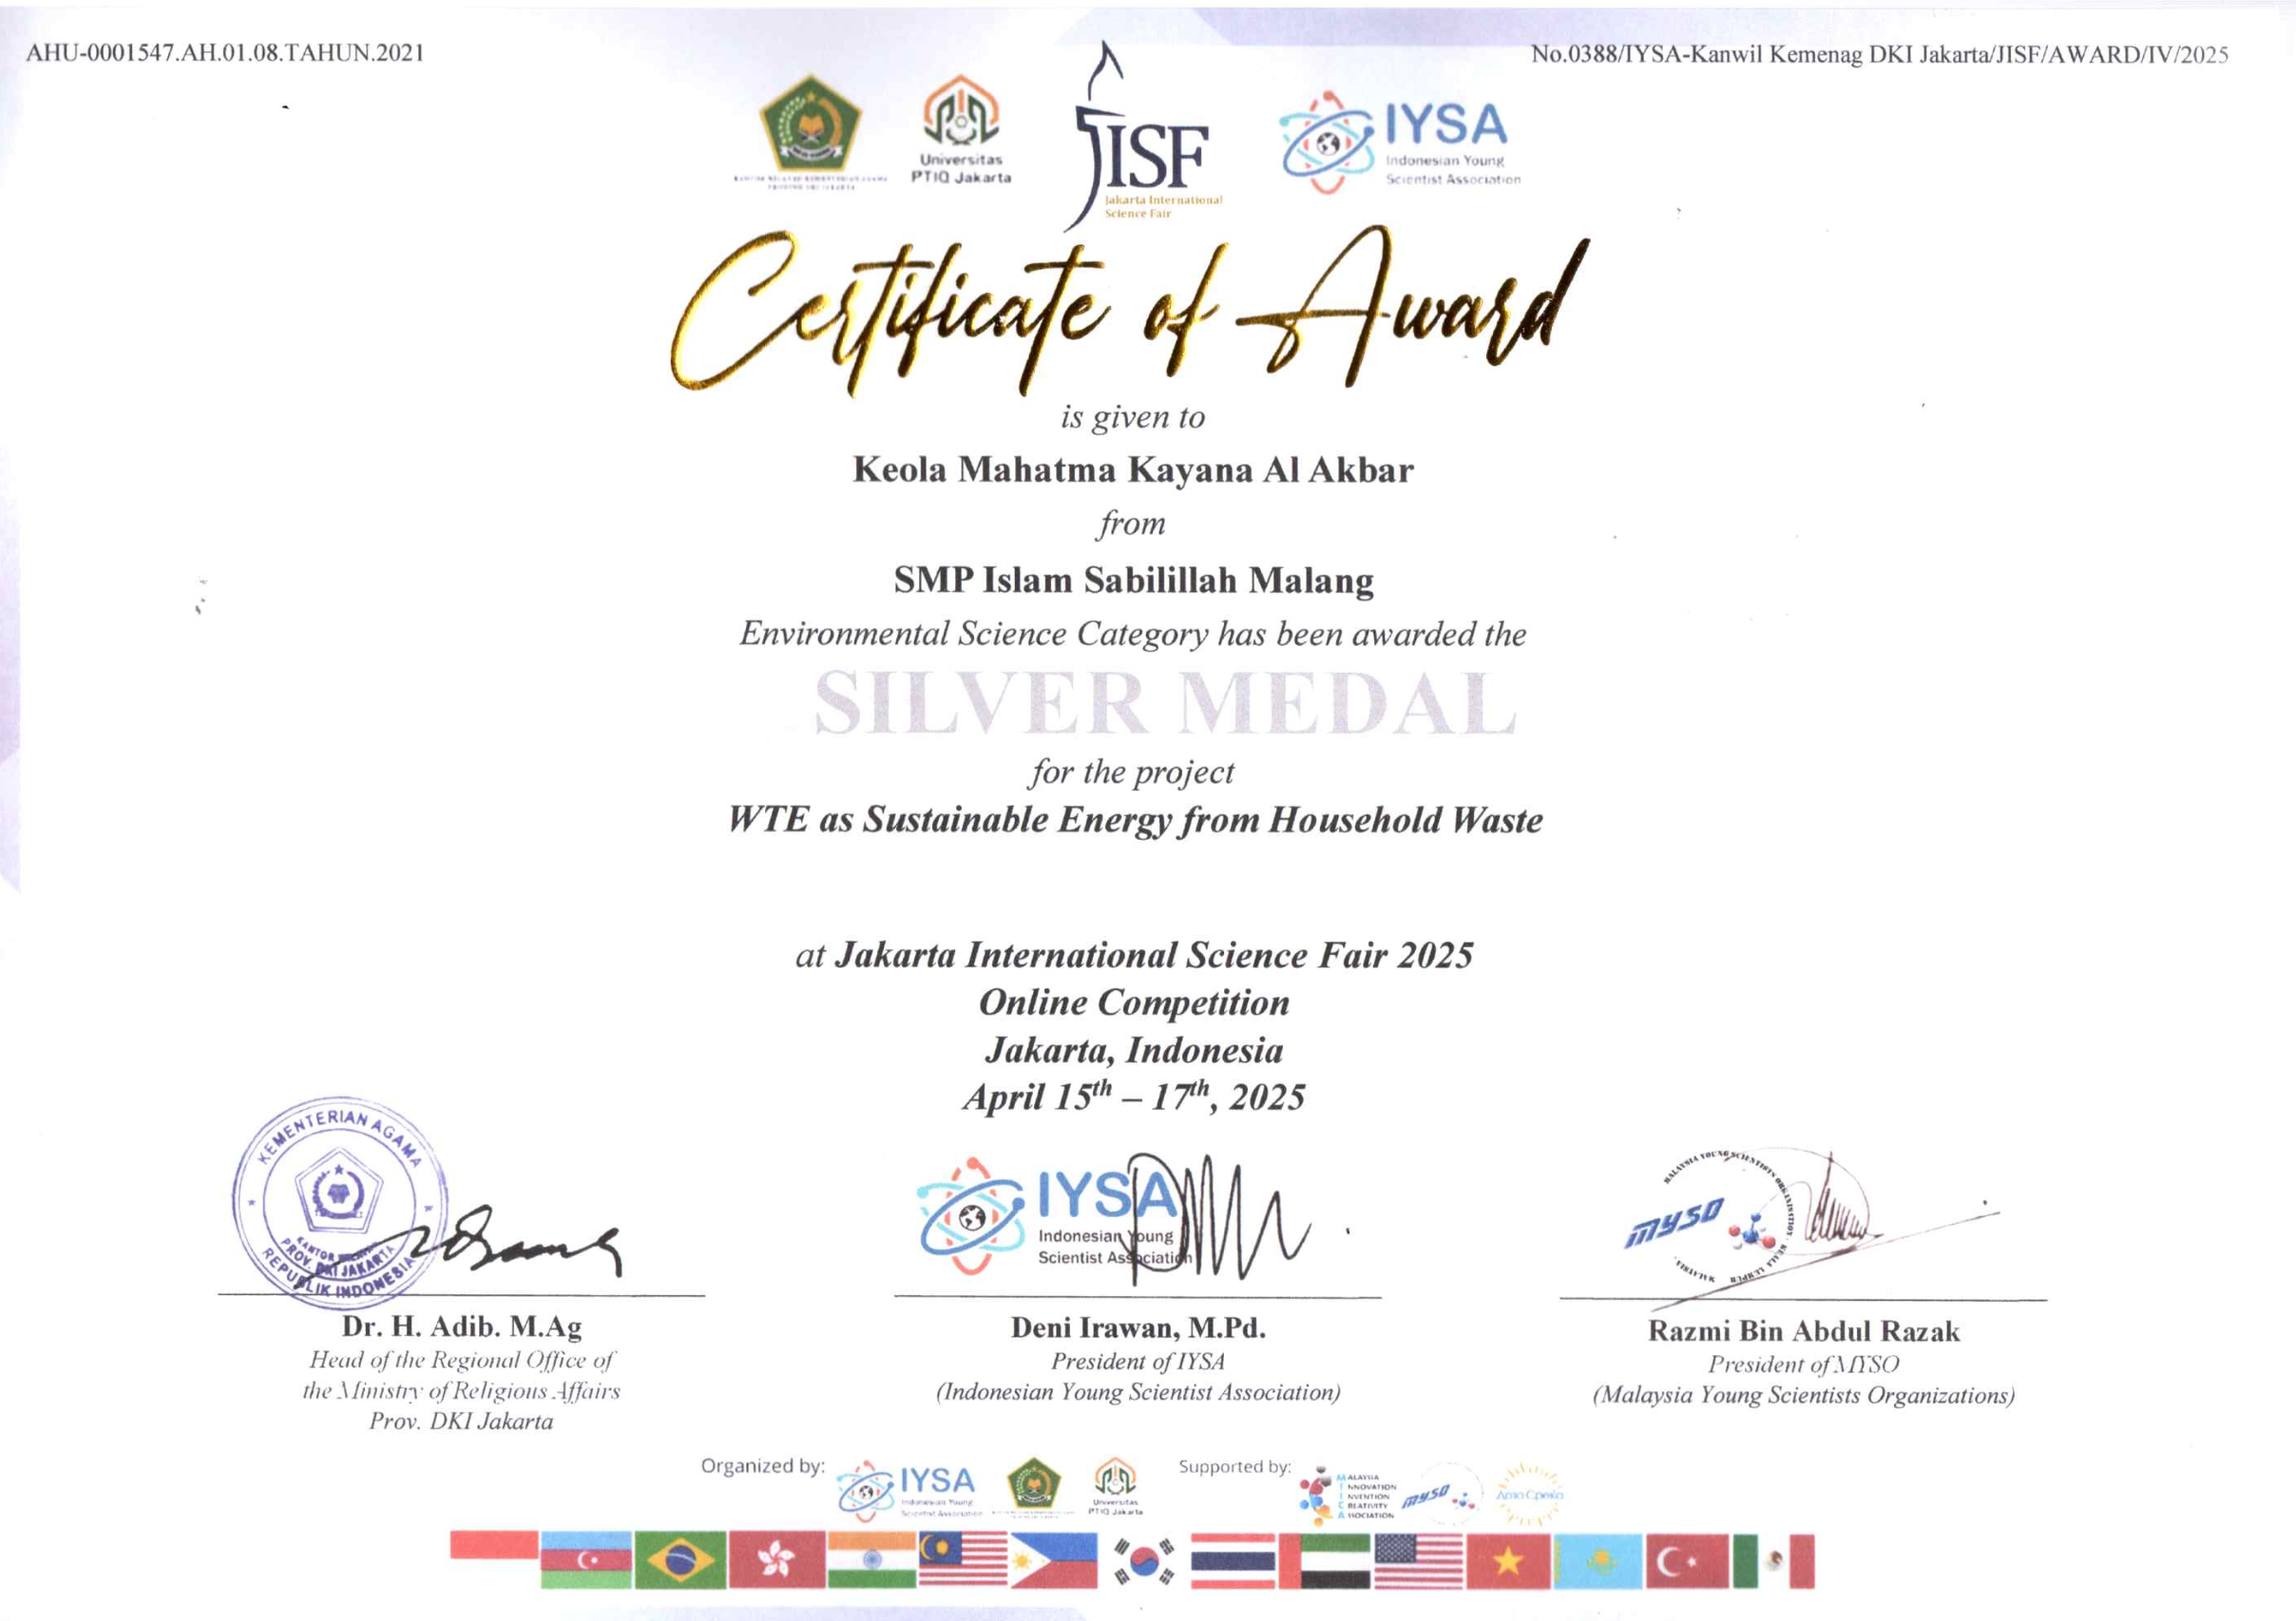 AHU-0001547.AH.01.08.TAHUN.2021
No.0388/IYSA-Kanwil Kemenag DKI Jakarta/JISF/AWARD/IV/2025
Universitas
PTIQ Jakarta
JISF
Jakarta International
Science Fair
IYSA
Indonesian Young
Scientist Association
Certificate of Award
is given to
Keola Mahatma Kayana Al Akbar
from
SMP Islam Sabilillah Malang
Environmental Science Category has been awarded the
SILVER MEDAL
for the project
WTE as Sustainable Energy from Household Waste
at Jakarta International Science Fair 2025
Online Competition
Jakarta, Indonesia
April 15th – 17th, 2025
KEMENTERIAN AGAMA
KANTOR
PROV. DKI JAKARTA
REPUBLIK INDONESIA
IYSA
Indonesian Young
Scientist Association
MALAYSIA YOUNG SCIENTISTS ORGANIZATION
MYSO
Dr. H. Adib. M.Ag
Head of the Regional Office of
the Ministry of Religious Affairs
Prov. DKI Jakarta
Deni Irawan, M.Pd.
President of IYSA
(Indonesian Young Scientist Association)
Razmi Bin Abdul Razak
President of MYSO
(Malaysia Young Scientists Organizations)
Organized by:
IYSA
Indonesian Young
Scientist Association
Universitas
PTIQ Jakarta
Supported by:
MALAYSIA
INNOVATION
INVENTION
CREATIVITY
ASSOCIATION
MYSO